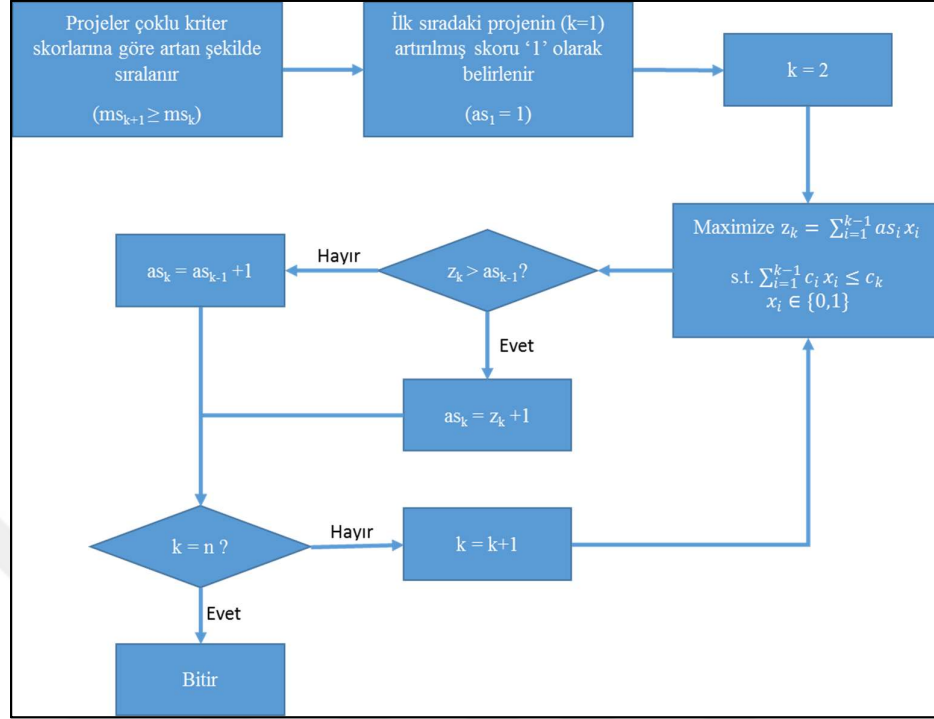 Projeler çoklu kriter
skorlarına göre artan şekilde
sıralanır
(ms_{k+1} ≥ ms_k)
İlk sıradaki projenin (k=1)
artırılmış skoru ‘1’ olarak
belirlenir
(as_1 = 1)
k = 2
Maximize z_k = ∑_{i=1}^{k−1} as_i x_i
s.t. ∑_{i=1}^{k−1} c_i x_i ≤ c_k
x_i ∈ {0,1}
z_k > as_{k-1}?
Hayır
as_k = as_{k-1} +1
Evet
as_k = z_k +1
k = n ?
Hayır
k = k+1
Evet
Bitir